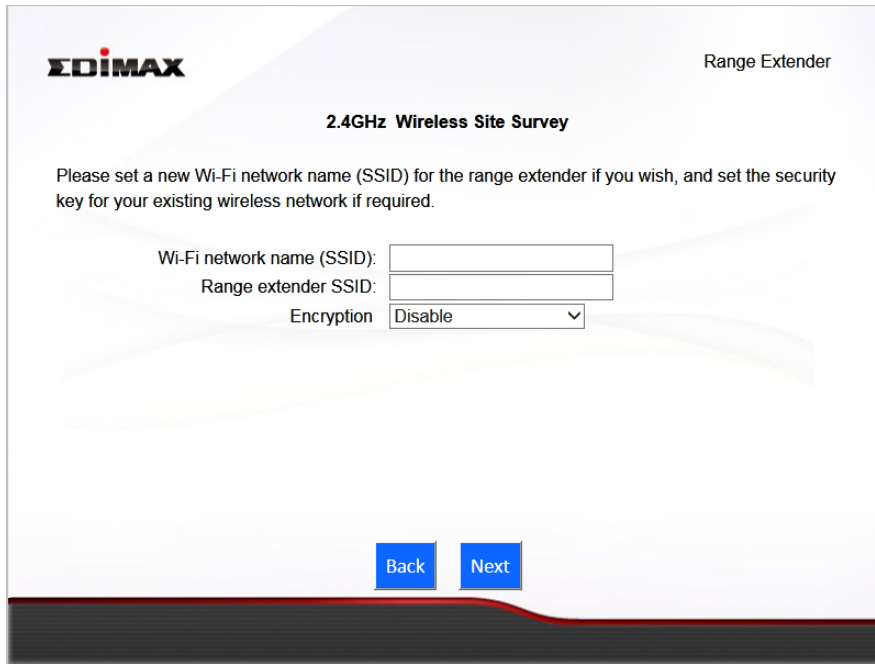 EDIMAX
Range Extender
2.4GHz Wireless Site Survey
Please set a new Wi-Fi network name (SSID) for the range extender if you wish, and set the security
key for your existing wireless network if required.
Wi-Fi network name (SSID):
Range extender SSID:
Encryption Disable
Back Next